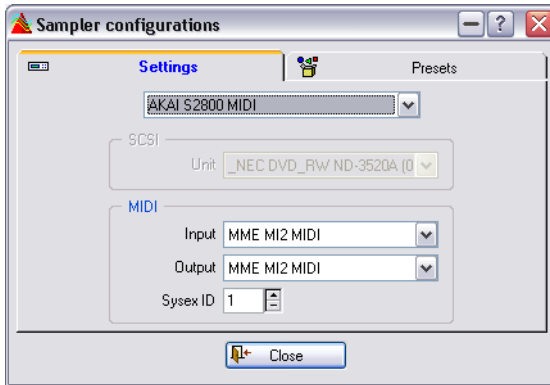 Sampler configurations
Settings
Presets
AKAI S2800 MIDI
SCSI
Unit _NEC DVD_RW ND-3520A (0
MIDI
Input MME MI2 MIDI
Output MME MI2 MIDI
Sysex ID 1
Close